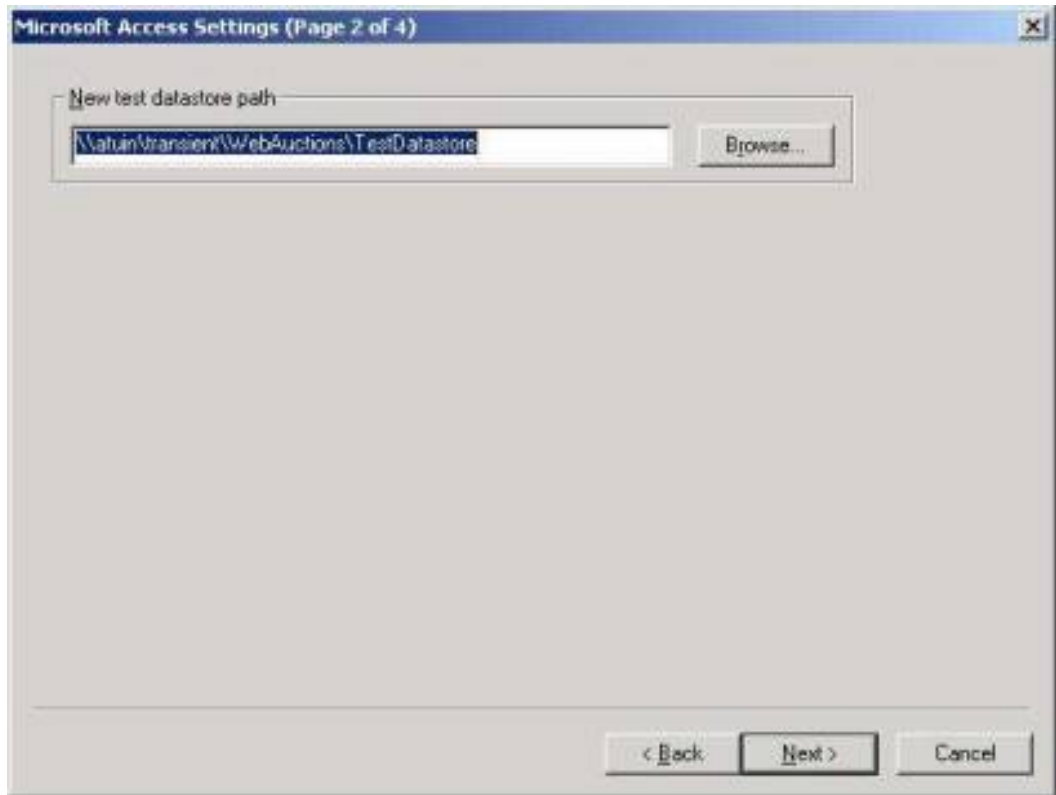 Microsoft Access Settings (Page 2 of 4)
New test datastore path
\\atuin\transient\WebAuctions\TestDatastore
Browse...
< Back
Next >
Cancel